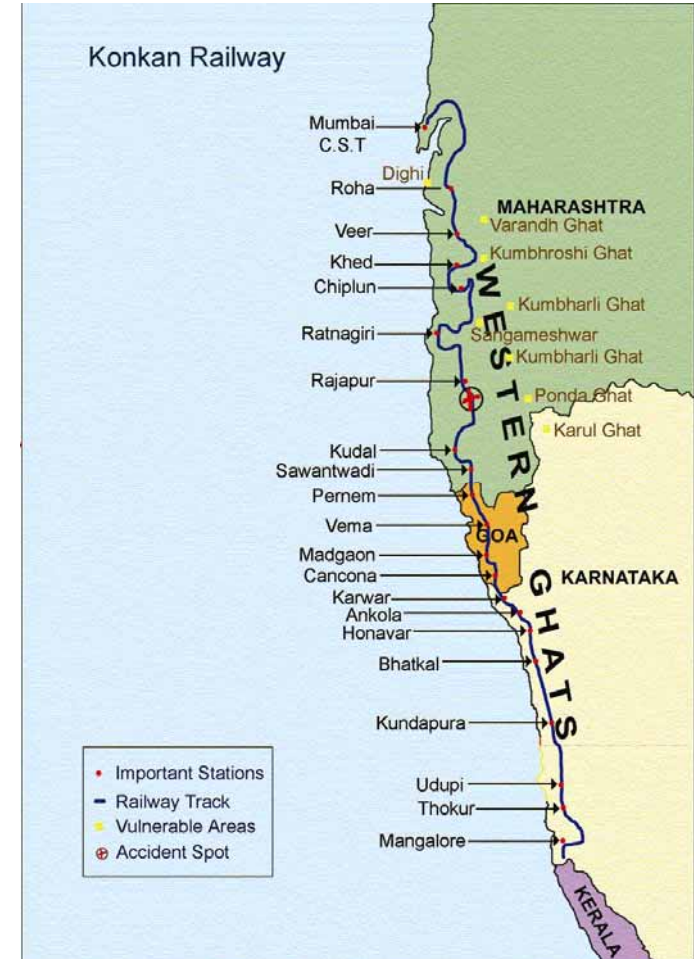 Konkan Railway
Mumbai
C.S.T
Dighi
Roha
MAHARASHTRA
Varandh Ghat
Veer
Kumbhroshi Ghat
Khed
Chiplun
Kumbharli Ghat
Ratnagiri
Sangameshwar
Kumbharli Ghat
Rajapur
Ponda Ghat
Karul Ghat
WESTERN GHATS
Kudal
Sawantwadi
Pernem
Vema
GOA
Madgaon
Cancona
KARNATAKA
Karwar
Ankola
Honavar
Bhatkal
Kundapura
Udupi
Thokur
Mangalore
KERALA
Important Stations
Railway Track
Vulnerable Areas
Accident Spot